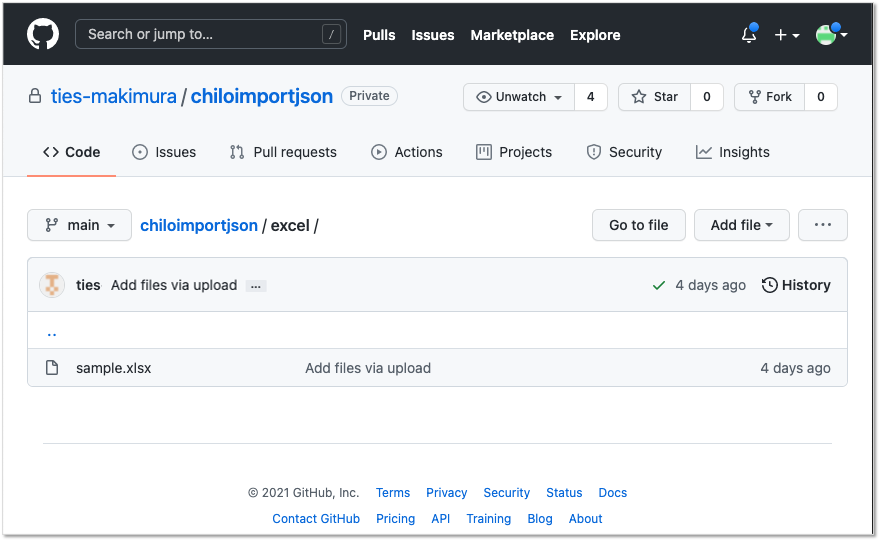 Search or jump to... / Pulls Issues Marketplace Explore
ties-makimura / chiloimportjson Private Unwatch 4 Star 0 Fork 0
Code Issues Pull requests Actions Projects Security Insights
main chiloimportjson / excel / Go to file Add file ...
ties Add files via upload ... 4 days ago History
..
sample.xlsx Add files via upload 4 days ago
© 2021 GitHub, Inc. Terms Privacy Security Status Docs
Contact GitHub Pricing API Training Blog About